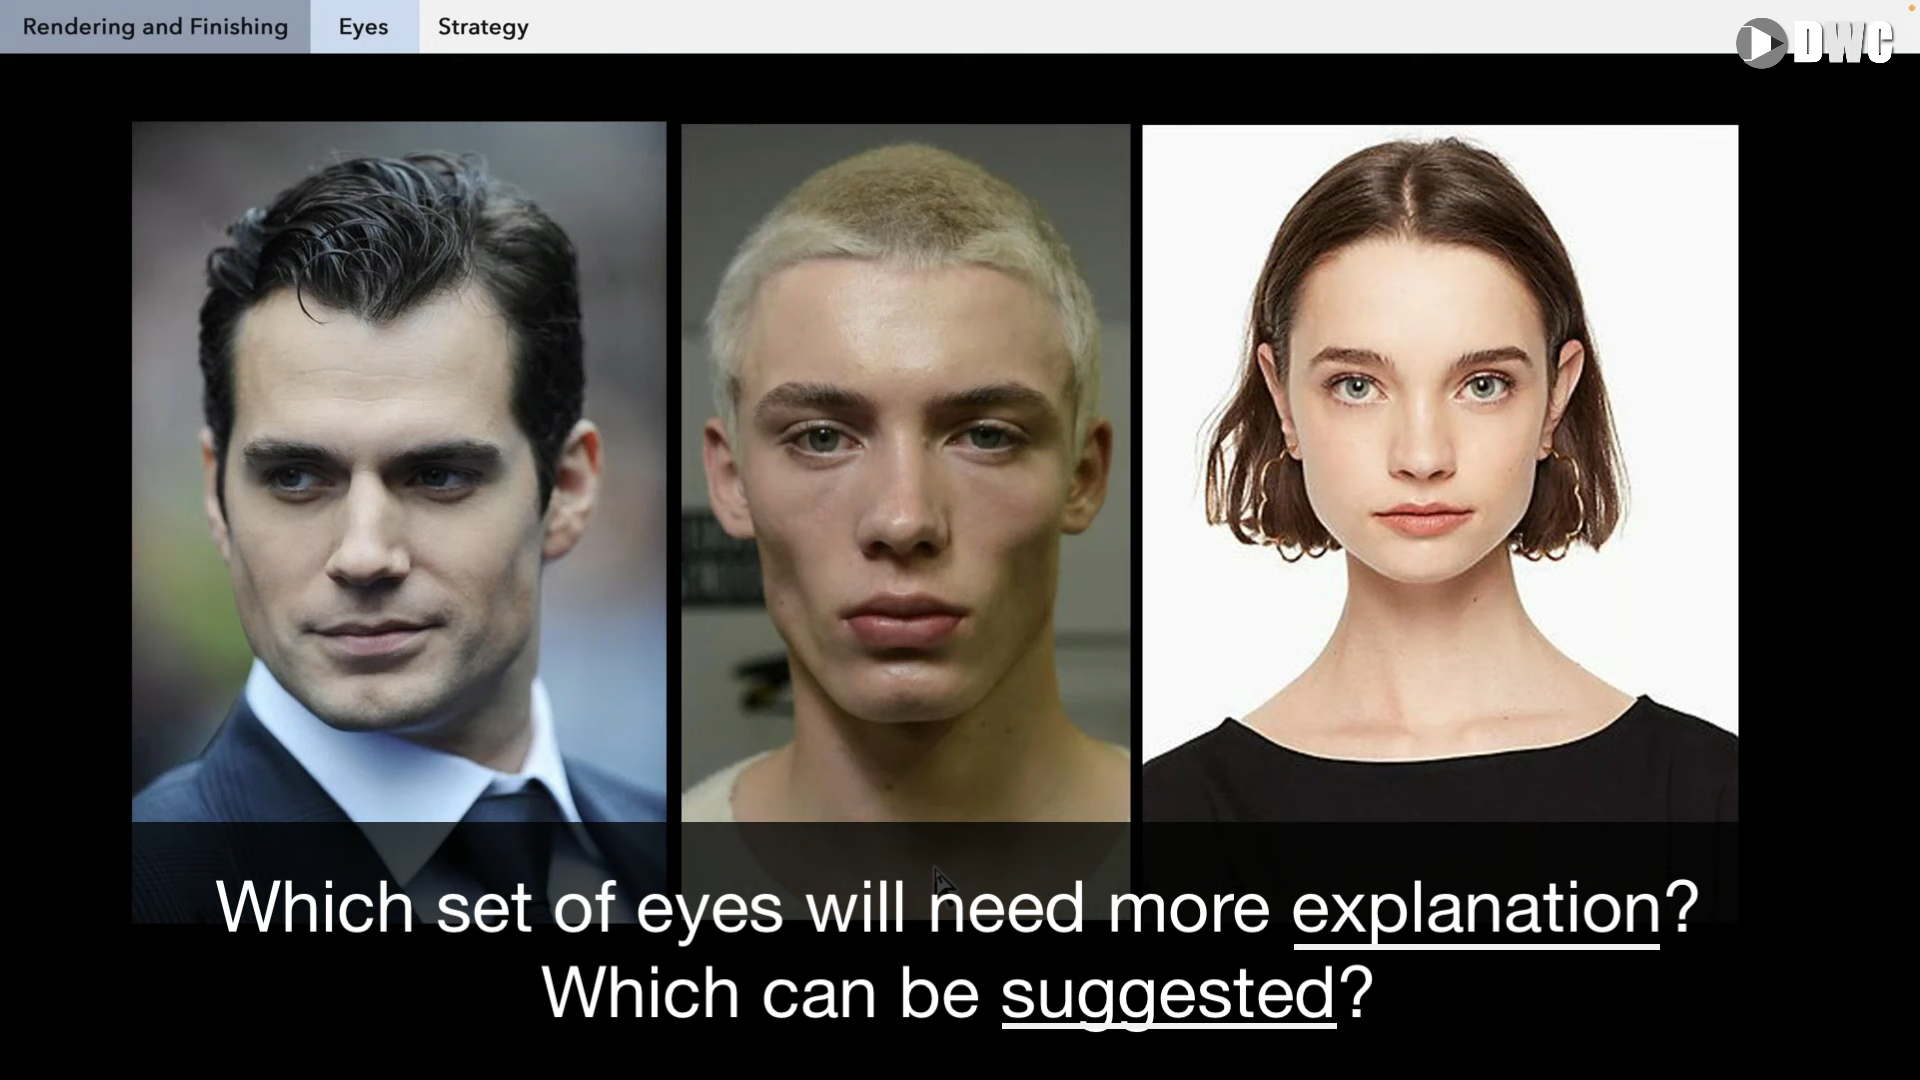 Rendering and Finishing
Eyes
Strategy
DWC
Which set of eyes will need more explanation?
Which can be suggested?